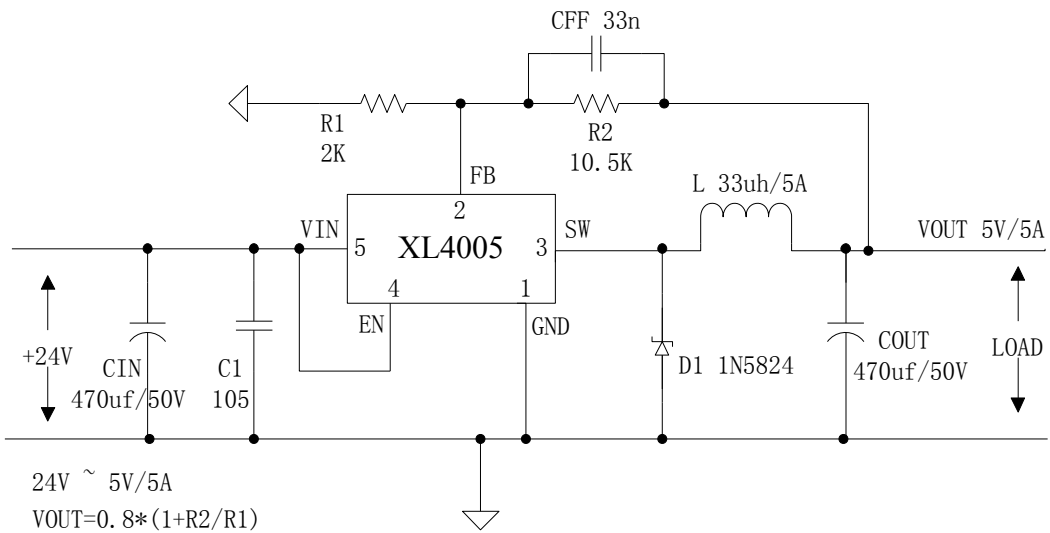 CFF 33n
R1
2K
R2
10.5K
FB
L 33uh/5A
2
VIN
SW
VOUT 5V/5A
5
XL4005
3
4
1
EN
GND
+24V
CIN
470uf/50V
C1
105
D1 1N5824
COUT
470uf/50V
LOAD
24V ~ 5V/5A
VOUT=0.8*(1+R2/R1)